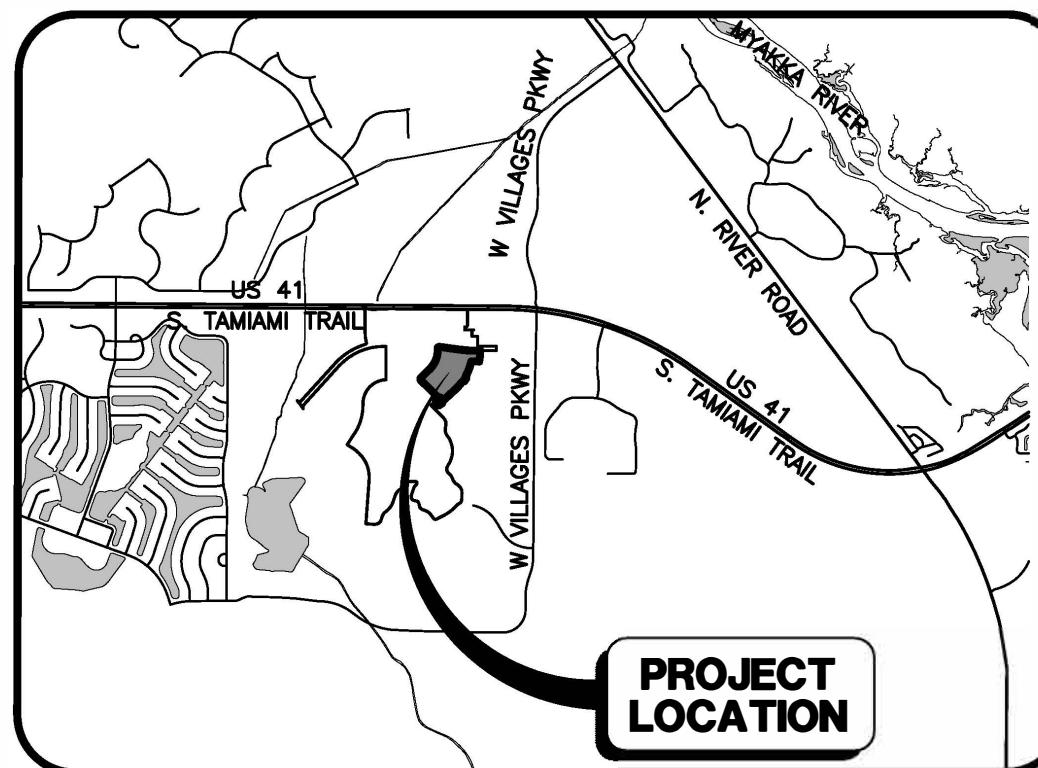 MYAKKA RIVER
W VILLAGES PKWY
N. RIVER ROAD
US 41
S. TAMIAMI TRAIL
US 41
S. TAMIAMI TRAIL
W VILLAGES PKWY
PROJECT
LOCATION